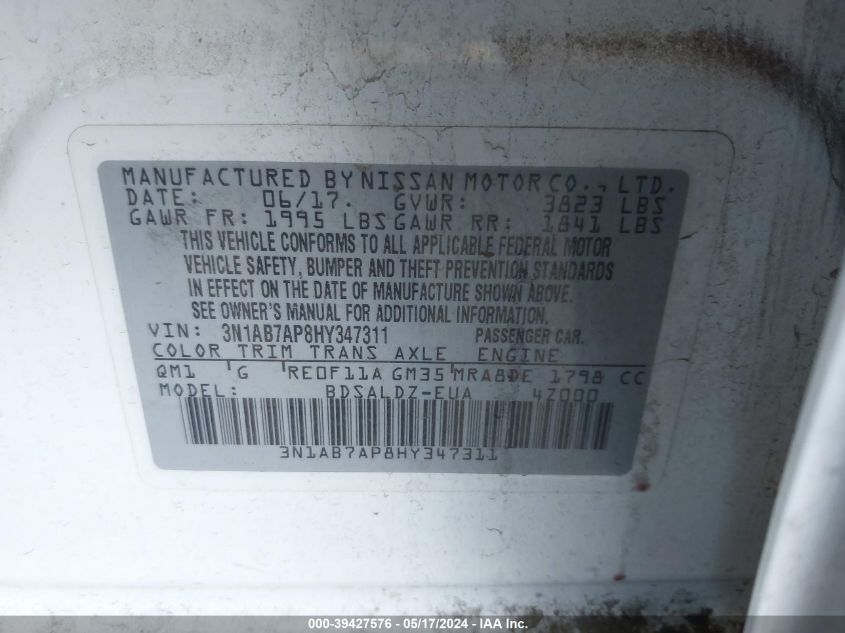 MANUFACTURED BY NISSAN MOTOR CO., LTD.
DATE: 06/17. GVWR: 3823 LBS
GAWR FR: 1995 LBS GAWR RR: 1841 LBS
THIS VEHICLE CONFORMS TO ALL APPLICABLE FEDERAL MOTOR
VEHICLE SAFETY, BUMPER AND THEFT PREVENTION STANDARDS
IN EFFECT ON THE DATE OF MANUFACTURE SHOWN ABOVE.
SEE OWNER'S MANUAL FOR ADDITIONAL INFORMATION.
VIN: 3N1AB7AP8HY347311 PASSENGER CAR.
COLOR TRIM TRANS AXLE ENGINE
QM1 G RE0F11A GM35 MRA8DE 1798 CC
MODEL: BDSALDZ-EUA 4Z000
3N1AB7AP8HY347311
000-39427576 - 05/17/2024 - IAA Inc.